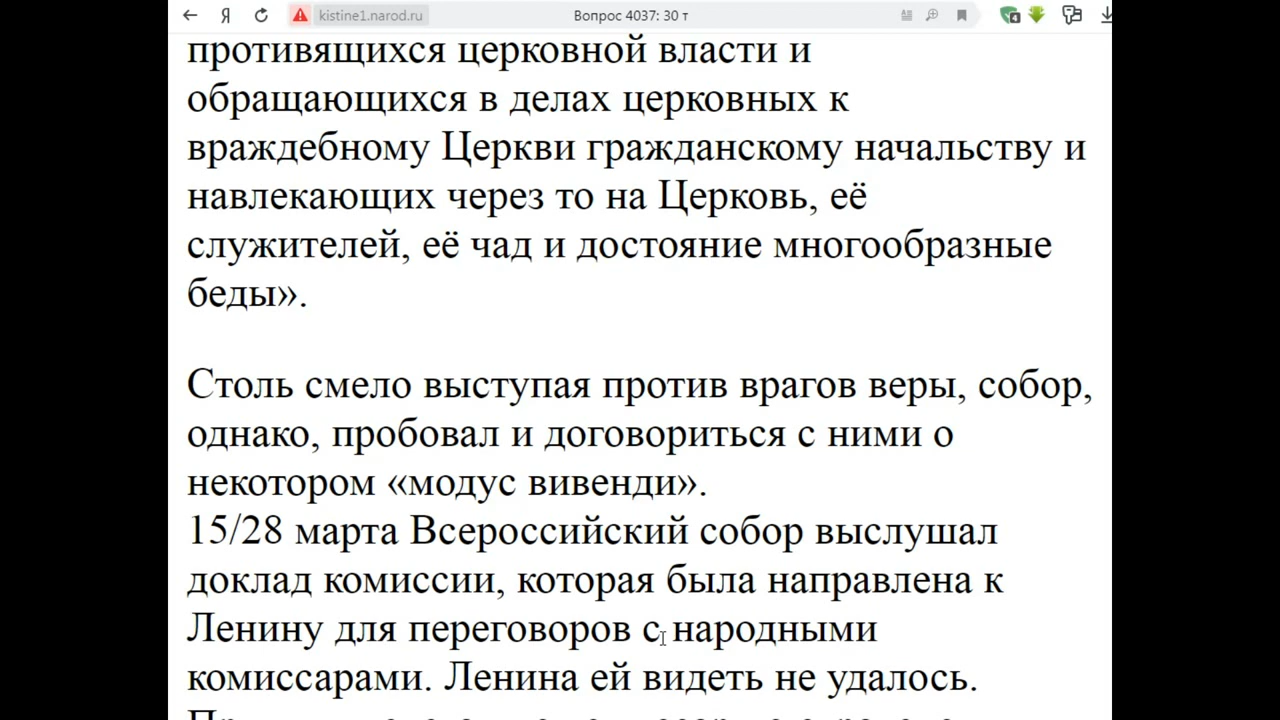 kistine1.narod.ru
Вопрос 4037: 30 т
противящихся церковной власти и
обращающихся в делах церковных к
враждебному Церкви гражданскому начальству и
навлекающих через то на Церковь, её
служителей, её чад и достояние многообразные
беды».
Столь смело выступая против врагов веры, собор,
однако, пробовал и договориться с ними о
некотором «модус вивенди».
15/28 марта Всероссийский собор выслушал
доклад комиссии, которая была направлена к
Ленину для переговоров с народными
комиссарами. Ленина ей видеть не удалось.